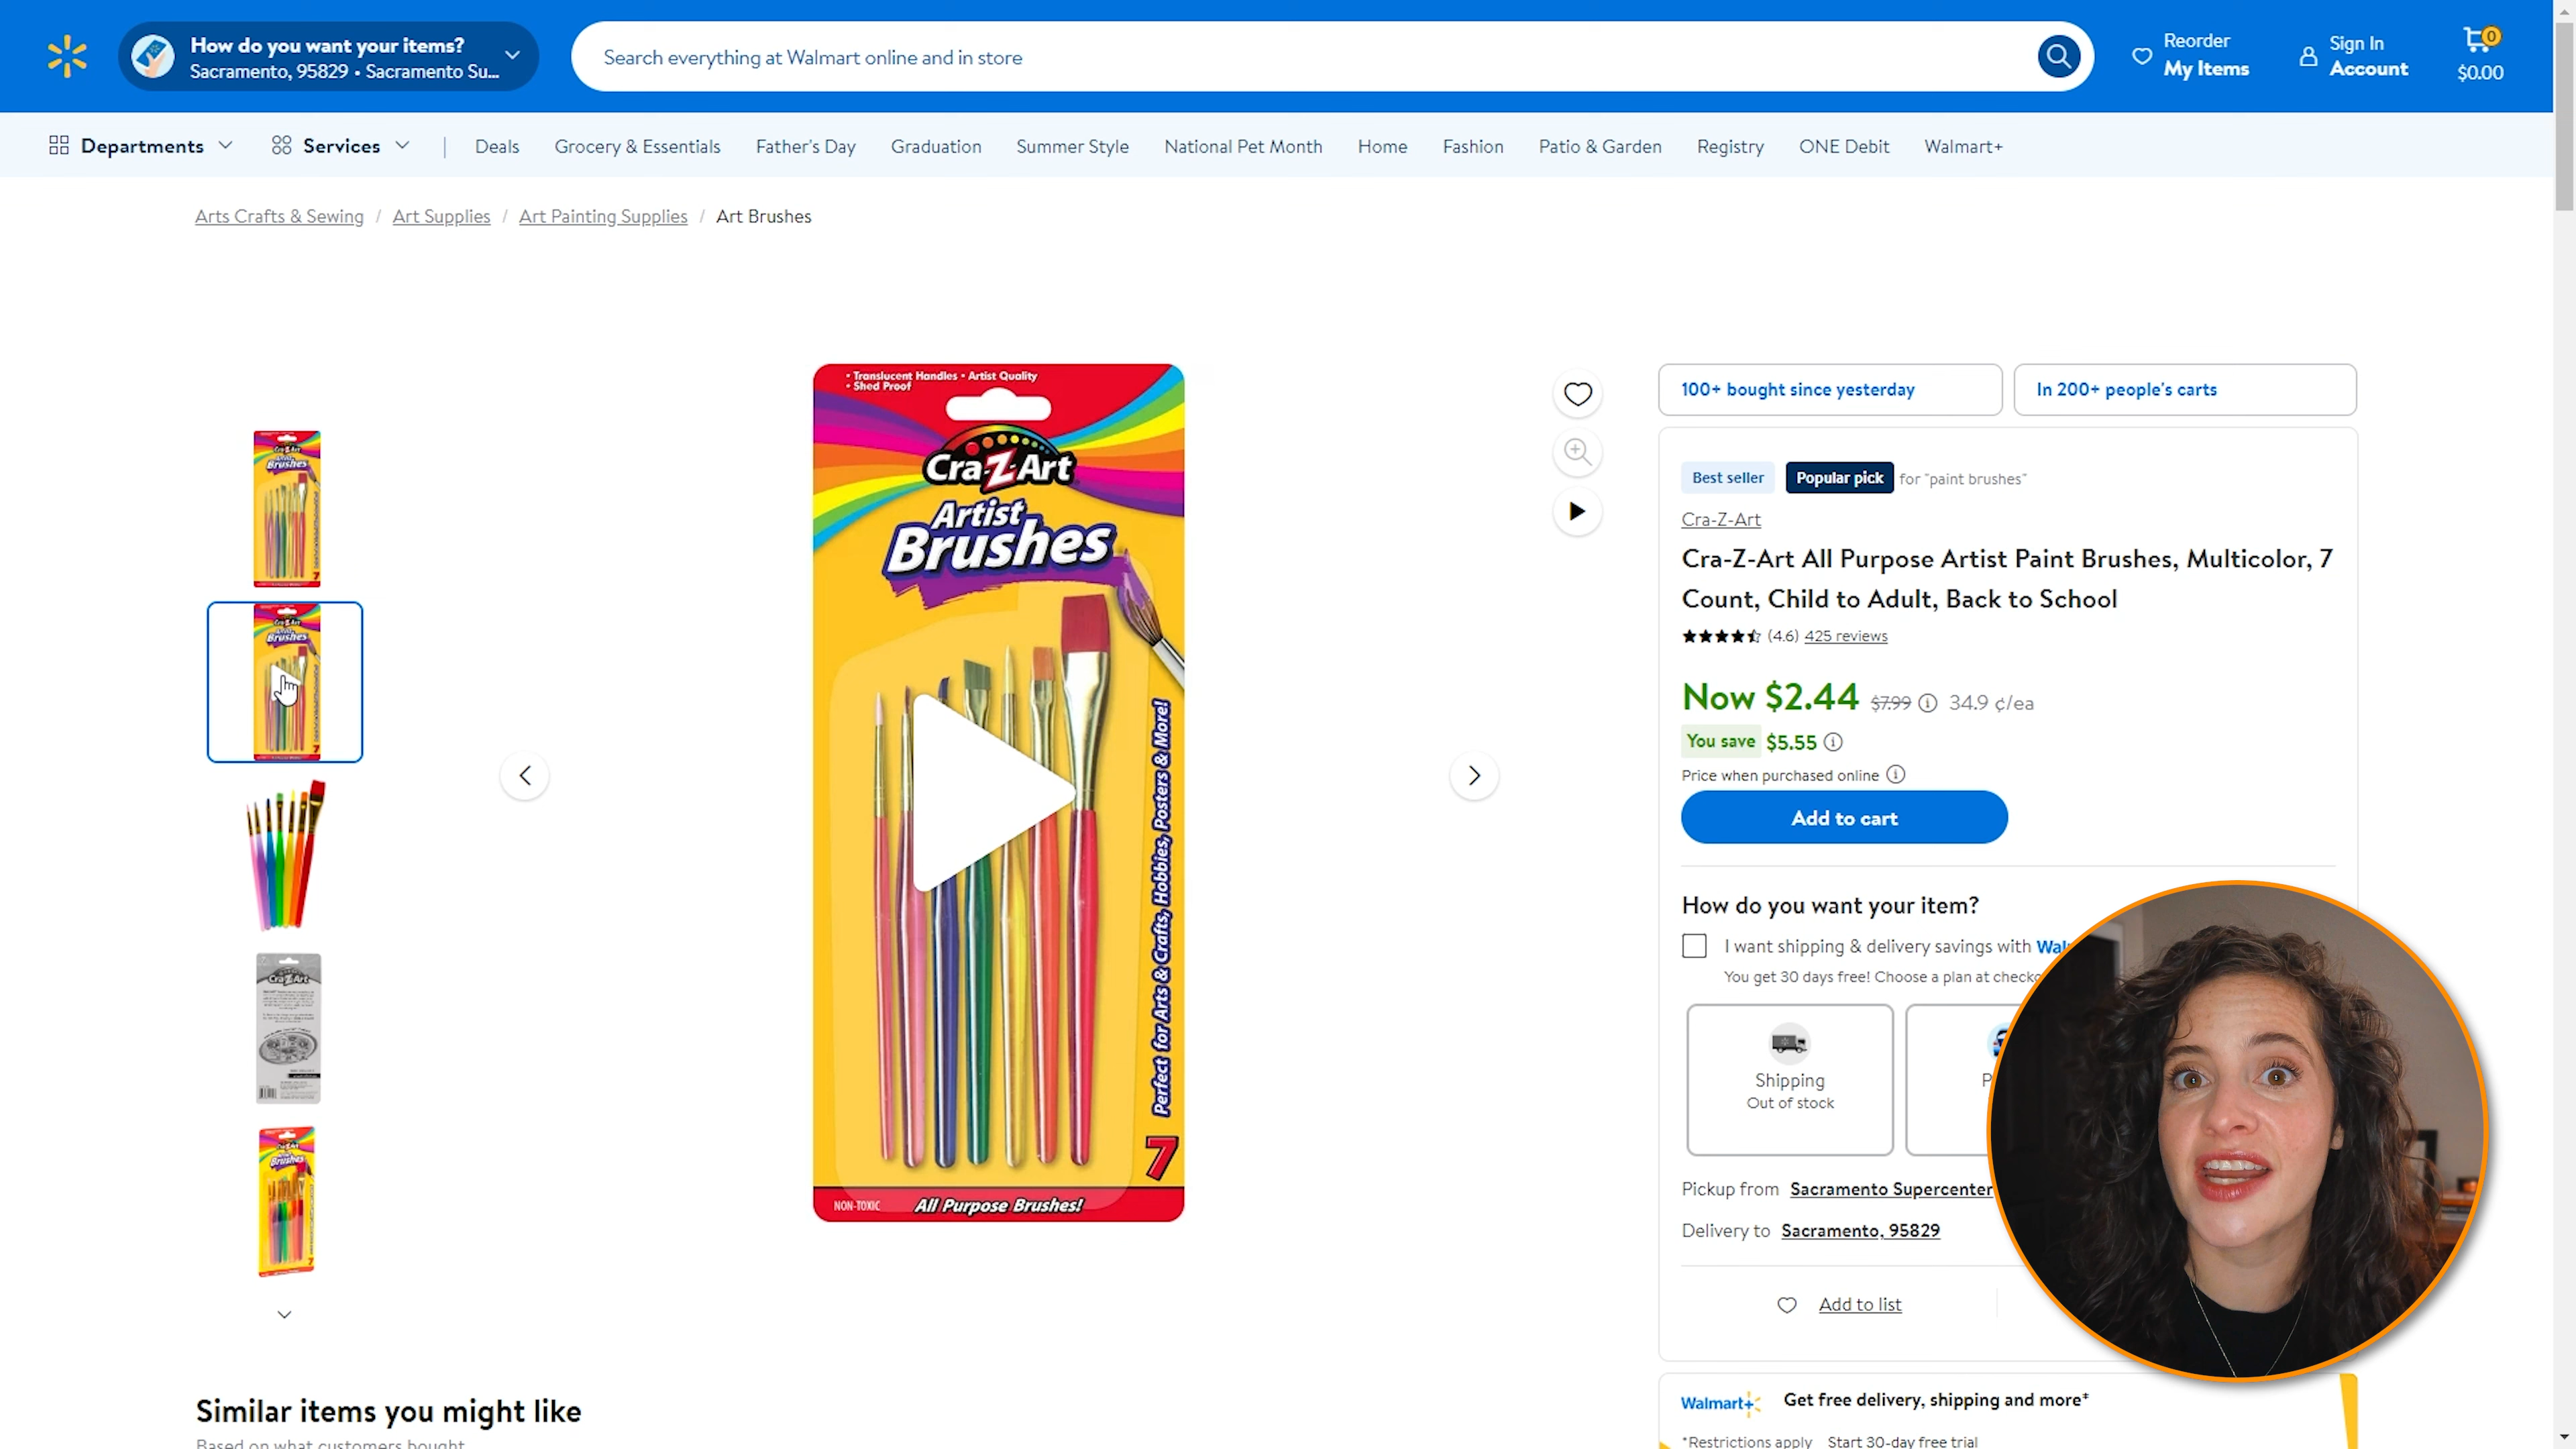 How do you want your items?
Sacramento, 95829 • Sacramento Su...
Search everything at Walmart online and in store
Reorder
My Items
Sign In
Account
0
$0.00
Departments
Services
Deals
Grocery & Essentials
Father's Day
Graduation
Summer Style
National Pet Month
Home
Fashion
Patio & Garden
Registry
ONE Debit
Walmart+
Arts Crafts & Sewing / Art Supplies / Art Painting Supplies / Art Brushes
• Translucent Handles • Artist Quality
• Shed Proof
Cra-Z-Art
Artist
Brushes
Perfect for Arts & Crafts, Hobbies, Posters & More!
7
NON-TOXIC
All Purpose Brushes!
100+ bought since yesterday
In 200+ people's carts
Best seller
Popular pick
for "paint brushes"
Cra-Z-Art
Cra-Z-Art All Purpose Artist Paint Brushes, Multicolor, 7
Count, Child to Adult, Back to School
(4.6) 425 reviews
Now $2.44 $7.99 34.9 ¢/ea
You save $5.55
Price when purchased online
Add to cart
How do you want your item?
I want shipping & delivery savings with Wal
You get 30 days free! Choose a plan at checko
Shipping
Out of stock
P
Pickup from Sacramento Supercenter
Delivery to Sacramento, 95829
Add to list
Walmart+
Get free delivery, shipping and more*
*Restrictions apply Start 30-day free trial
Similar items you might like
Based on what customers bought